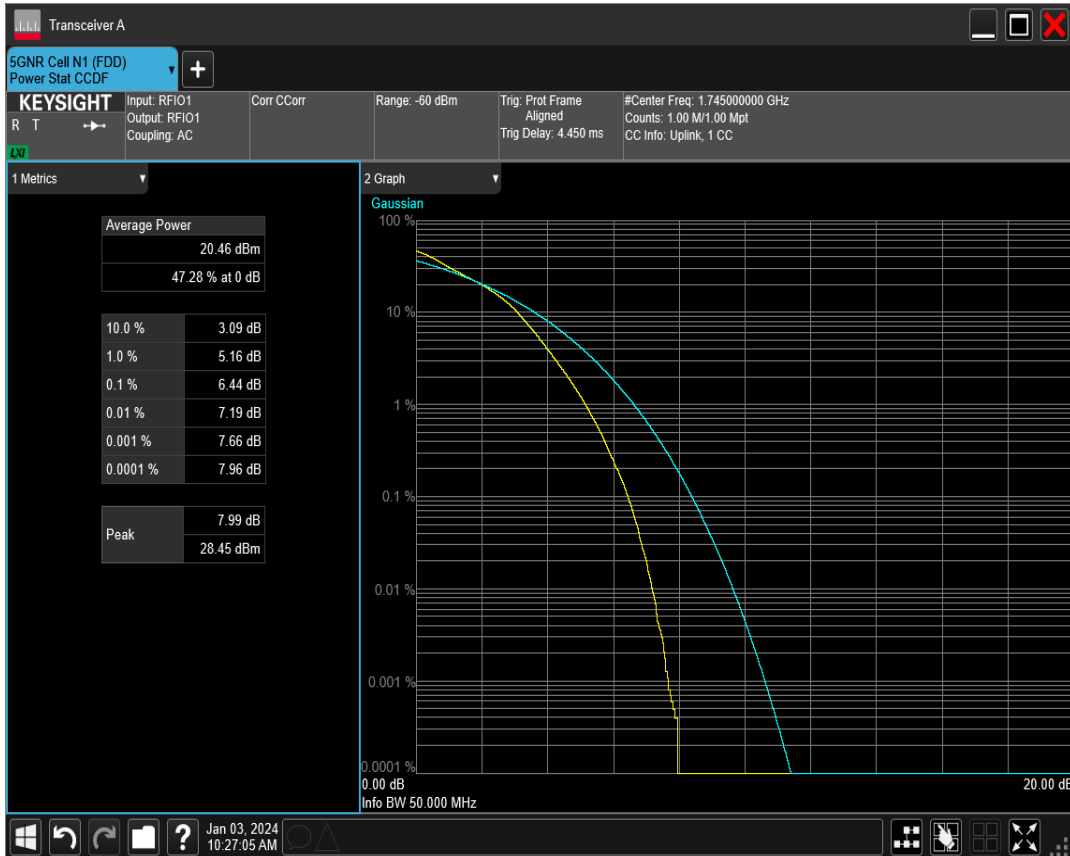 Transceiver A
5GNR Cell N1 (FDD)
Power Stat CCDF
+
KEYSIGHT
R T
LXI
Input: RFIO1
Output: RFIO1
Coupling: AC
Corr CCorr
Range: -60 dBm
Trig: Prot Frame
Aligned
Trig Delay: 4.450 ms
#Center Freq: 1.745000000 GHz
Counts: 1.00 M/1.00 Mpt
CC Info: Uplink, 1 CC
1 Metrics
Average Power
20.46 dBm
47.28 % at 0 dB
10.0 % 3.09 dB
1.0 % 5.16 dB
0.1 % 6.44 dB
0.01 % 7.19 dB
0.001 % 7.66 dB
0.0001 % 7.96 dB
Peak
7.99 dB
28.45 dBm
2 Graph
Gaussian
100 %
10 %
1 %
0.1 %
0.01 %
0.001 %
0.0001 %
0.00 dB 20.00 dB
Info BW 50.000 MHz
?
Jan 03, 2024
10:27:05 AM